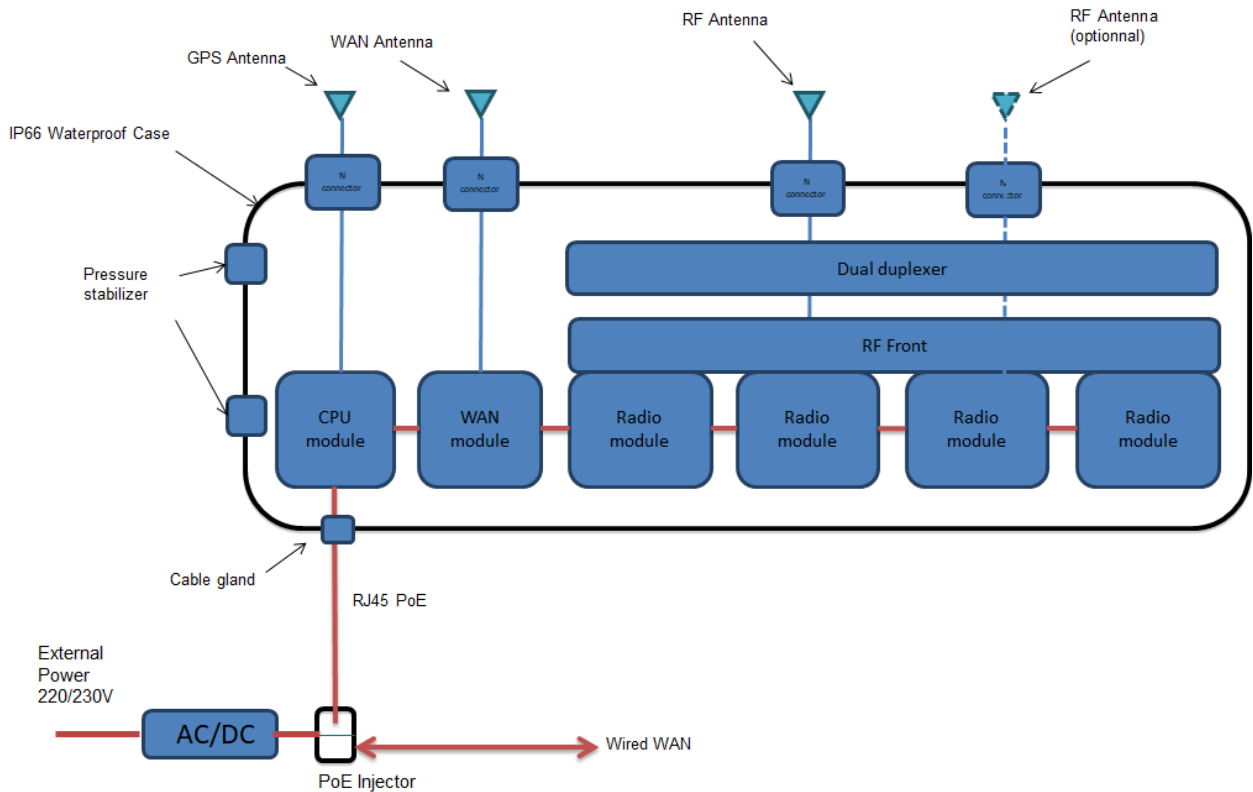 RF Antenna
RF Antenna
(optionnal)
WAN Antenna
GPS Antenna
IP66 Waterproof Case
N
connector
N
connector
N
connector
N
connector
Pressure
stabilizer
Dual duplexer
RF Front
CPU
module
WAN
module
Radio
module
Radio
module
Radio
module
Radio
module
Cable gland
RJ45 PoE
External
Power
220/230V
AC/DC
Wired WAN
PoE Injector